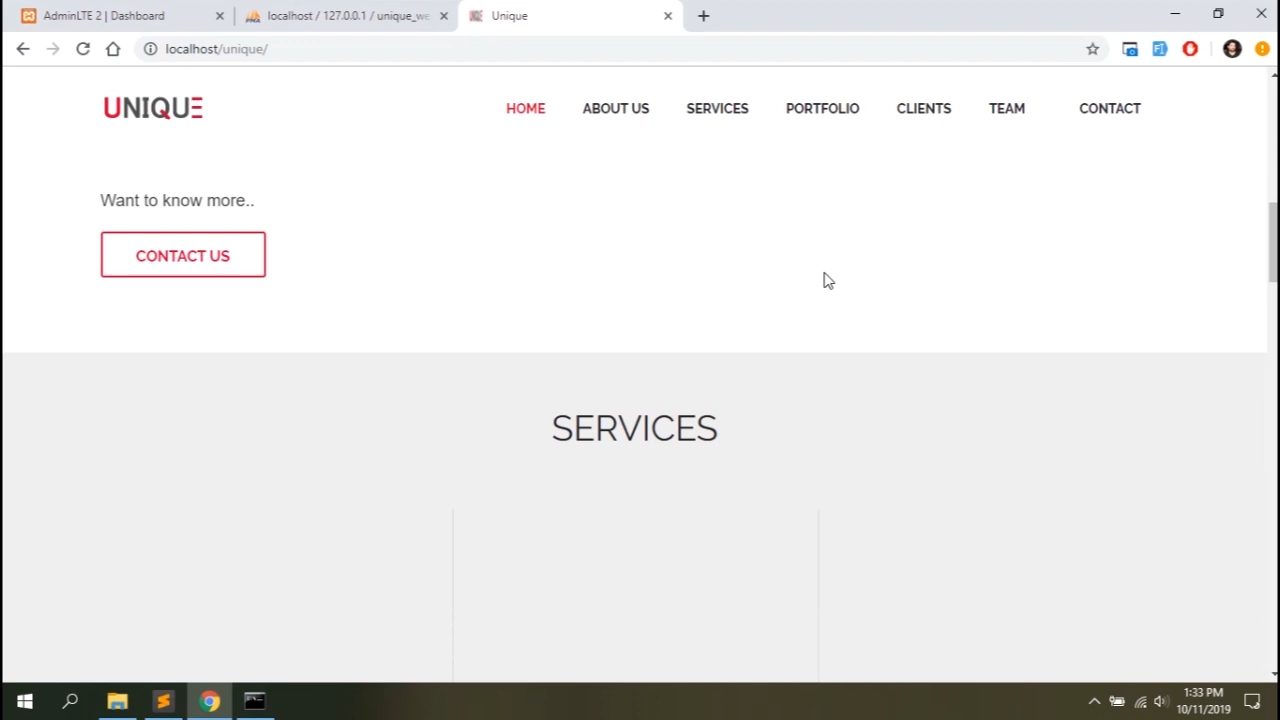 AdminLTE 2 | Dashboard
localhost / 127.0.0.1 / unique_we
Unique
localhost/unique/
UNIQUE
HOME
ABOUT US
SERVICES
PORTFOLIO
CLIENTS
TEAM
CONTACT
Want to know more..
CONTACT US
SERVICES
1:33 PM
10/11/2019